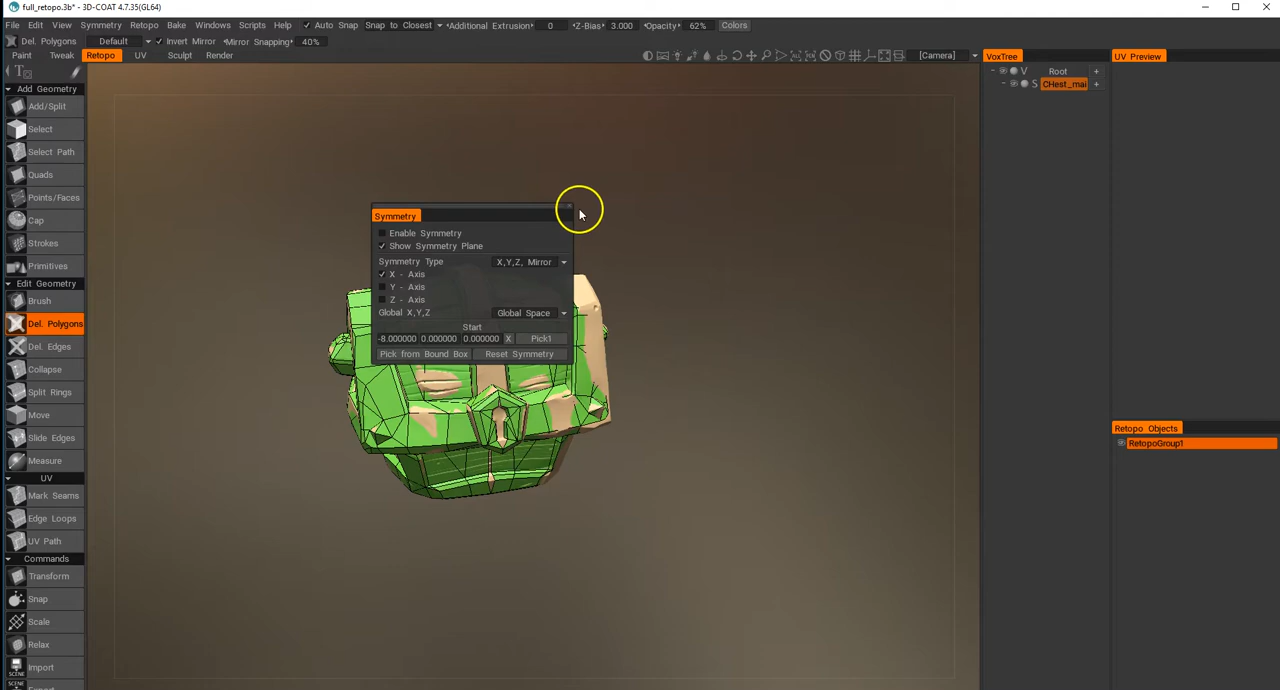 full_retopo.3b* - 3D-COAT 4.7.35(GL64)
File Edit View Symmetry Retopo Bake Windows Scripts Help Auto Snap Snap to Closest Additional Extrusion 0 Z-Bias 3.000 Opacity 62% Colors
Del. Polygons Default Invert Mirror Mirror Snapping 40%
Paint Tweak Retopo UV Sculpt Render [Camera]
VoxTree
V Root +
S CHest_mai +
UV Preview
Retopo Objects
RetopoGroup1
Add Geometry
Add/Split
Select
Select Path
Quads
Points/Faces
Cap
Strokes
Primitives
Edit Geometry
Brush
Del. Polygons
Del. Edges
Collapse
Split Rings
Move
Slide Edges
Measure
UV
Mark Seams
Edge Loops
UV Path
Commands
Transform
Snap
Scale
Relax
SCENE Import
SCENE Export
Symmetry
Enable Symmetry
Show Symmetry Plane
Symmetry Type X,Y,Z, Mirror
X - Axis
Y - Axis
Z - Axis
Global X,Y,Z Global Space
Start
-8.000000 0.000000 0.000000 X Pick1
Pick from Bound Box Reset Symmetry